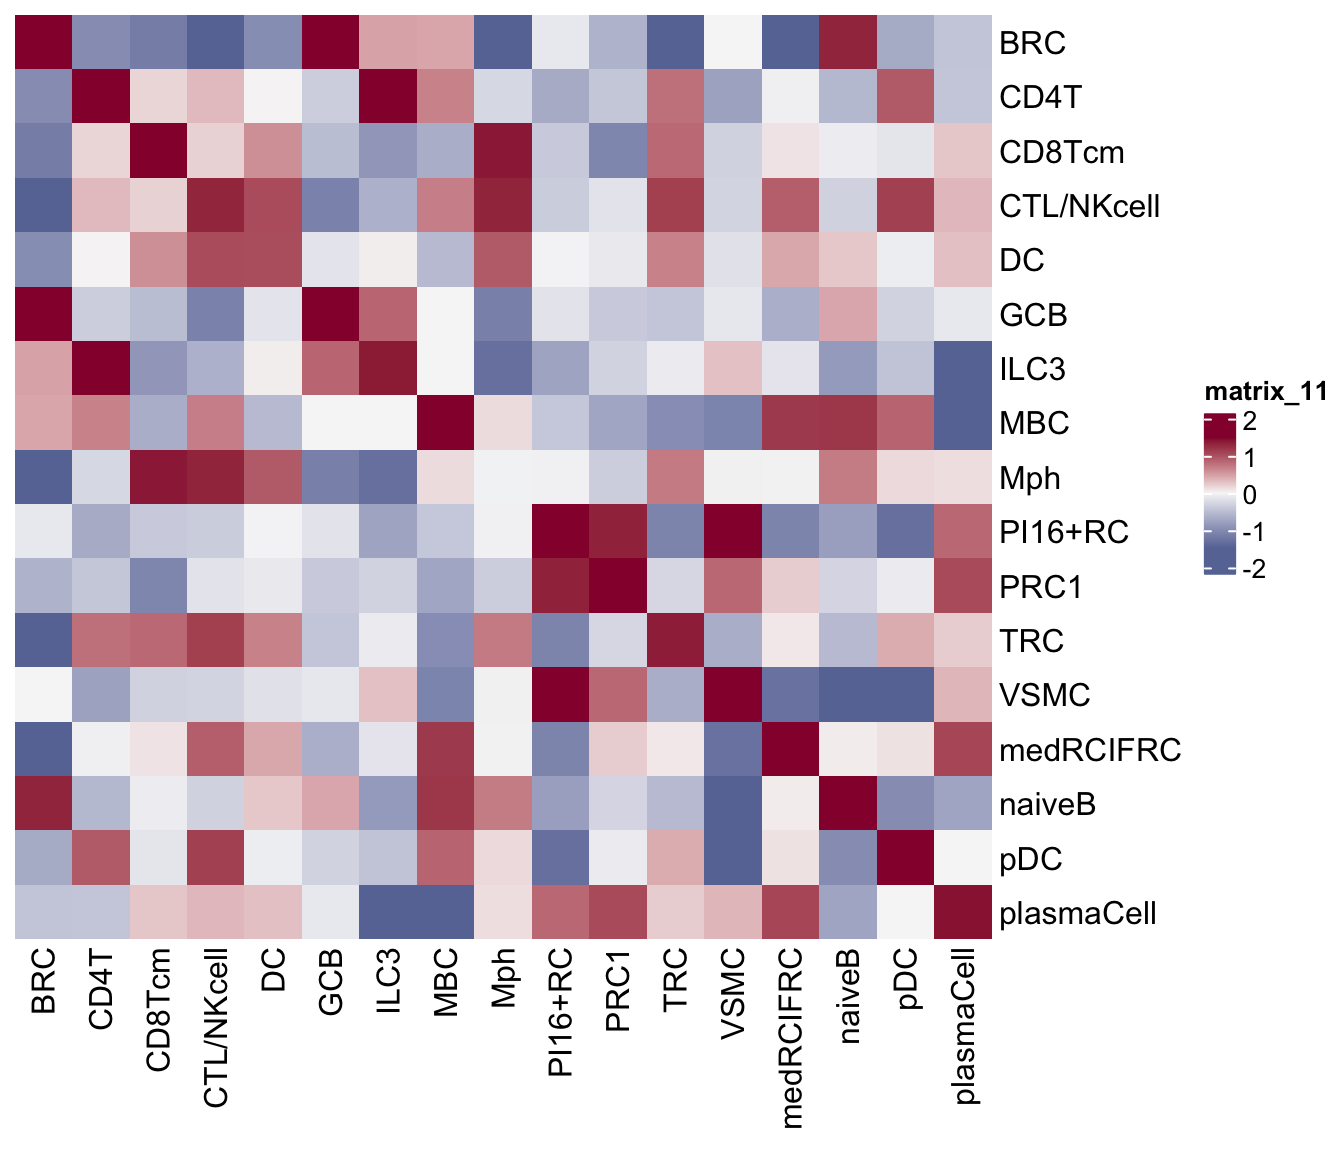 BRC
CD4T
CD8Tcm
CTL/NKcell
DC
GCB
ILC3
MBC
Mph
PI16+RC
PRC1
TRC
VSMC
medRCIFRC
naiveB
pDC
plasmaCell
matrix_11
2
1
0
-1
-2
BRC
CD4T
CD8Tcm
CTL/NKcell
DC
GCB
ILC3
MBC
Mph
PI16+RC
PRC1
TRC
VSMC
medRCIFRC
naiveB
pDC
plasmaCell